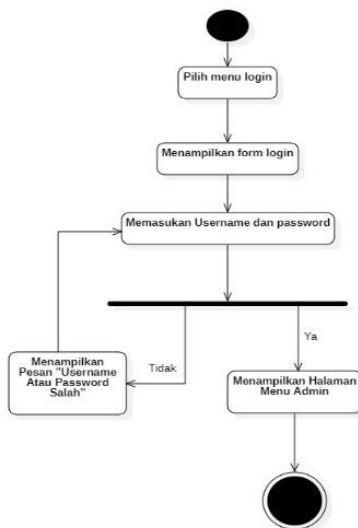 Pilih menu login
Menampilkan form login
Memasukan Username dan password
Tidak
Ya
Menampilkan
Pesan "Username
Atau Password
Salah"
Menampilkan Halaman
Menu Admin